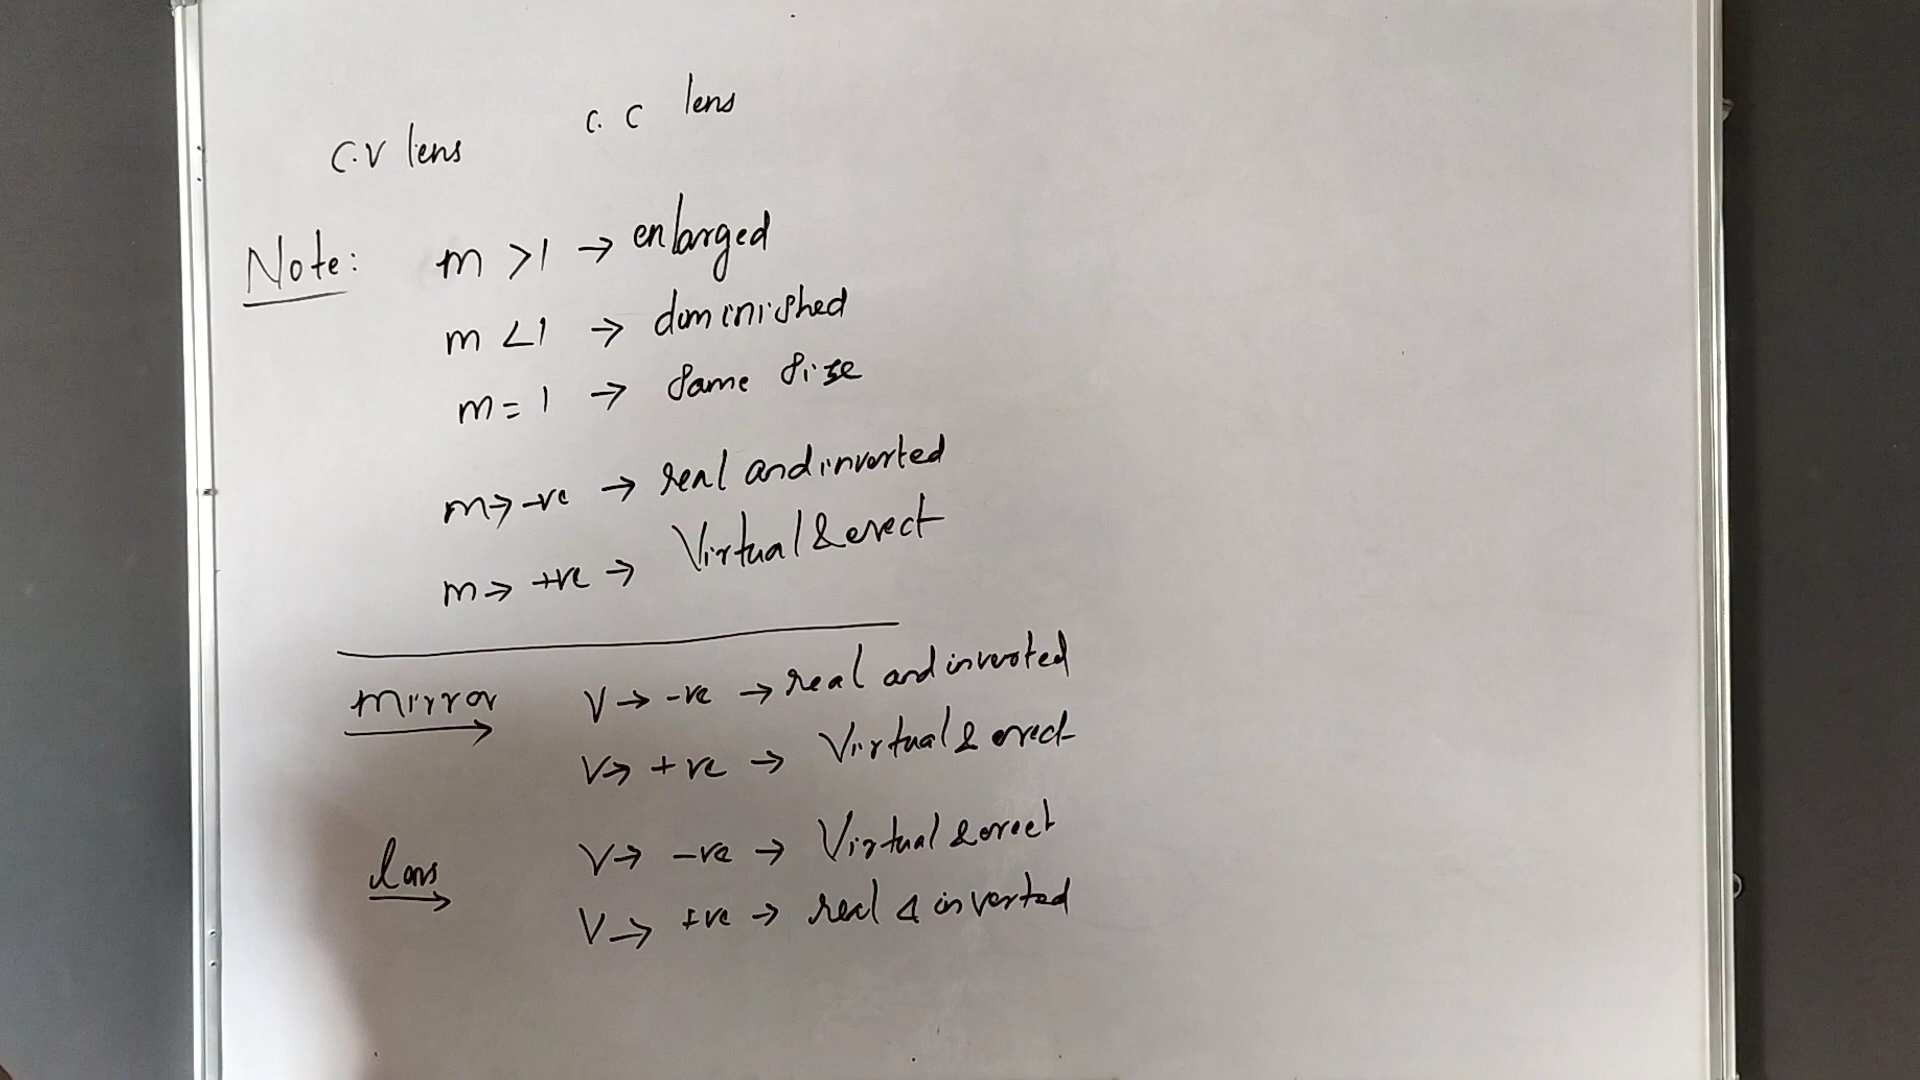 C.V lens
C. C lens
Note: m >1 → enlarged
m <1 → diminished
m = 1 → Same Size
m → -ve → real and inverted
m → +ve → Virtual & erect
Mirror V → -ve → real and inverted
V → +ve → Virtual & erect
lens V → -ve → Virtual & erect
V → +ve → real & inverted